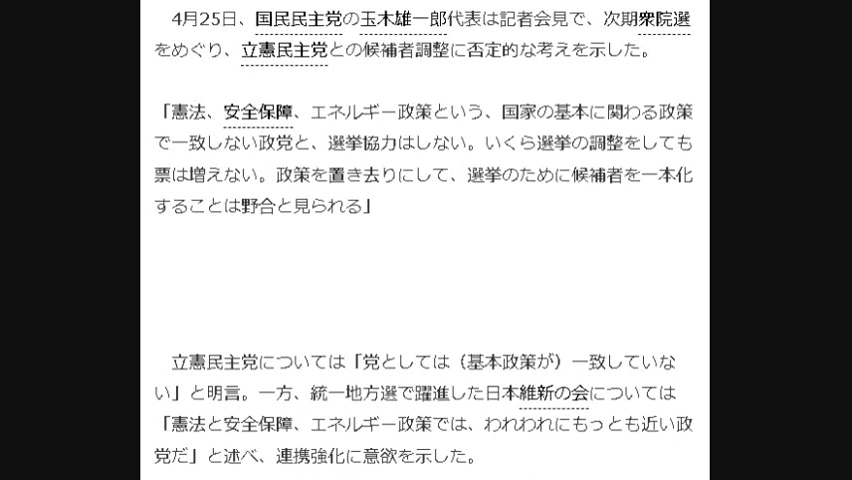 4月25日、国民民主党の玉木雄一郎代表は記者会見で、次期衆院選
をめぐり、立憲民主党との候補者調整に否定的な考えを示した。
「憲法、安全保障、エネルギー政策という、国家の基本に関わる政策
で一致しない政党と、選挙協力はしない。いくら選挙の調整をしても
票は増えない。政策を置き去りにして、選挙のために候補者を一本化
することは野合と見られる」
立憲民主党については「党としては（基本政策が）一致していな
い」と明言。一方、統一地方選で躍進した日本維新の会については
「憲法と安全保障、エネルギー政策では、われわれにもっとも近い政
党だ」と述べ、連携強化に意欲を示した。